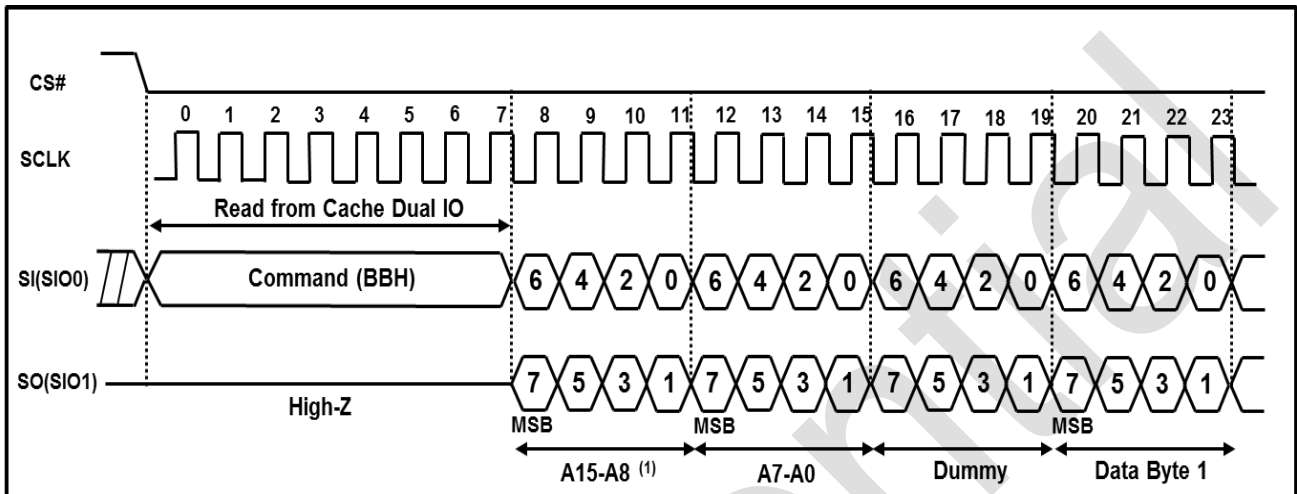 CS#
0 1 2 3 4 5 6 7 8 9 10 11 12 13 14 15 16 17 18 19 20 21 22 23
SCLK
Read from Cache Dual IO
SI(SIO0) Command (BBH) 6 4 2 0 6 4 2 0 6 4 2 0 6 4 2 0
SO(SIO1) 7 5 3 1 7 5 3 1 7 5 3 1 7 5 3 1
High-Z
MSB MSB MSB
A15-A8 (1) A7-A0 Dummy Data Byte 1
ential